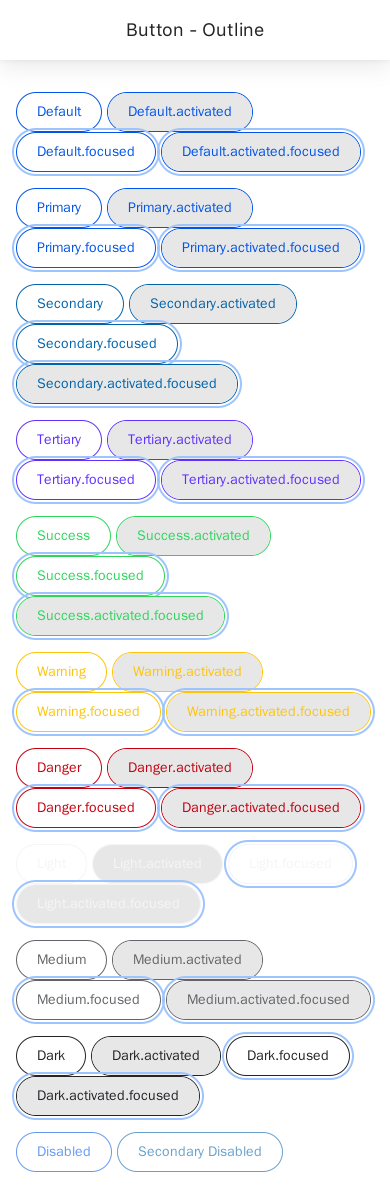 Button - Outline
Default Default.activated
Default.focused Default.activated.focused
Primary Primary.activated
Primary.focused Primary.activated.focused
Secondary Secondary.activated
Secondary.focused
Secondary.activated.focused
Tertiary Tertiary.activated
Tertiary.focused Tertiary.activated.focused
Success Success.activated
Success.focused
Success.activated.focused
Warning Warning.activated
Warning.focused Warning.activated.focused
Danger Danger.activated
Danger.focused Danger.activated.focused
Light Light.activated Light.focused
Light.activated.focused
Medium Medium.activated
Medium.focused Medium.activated.focused
Dark Dark.activated Dark.focused
Dark.activated.focused
Disabled Secondary Disabled